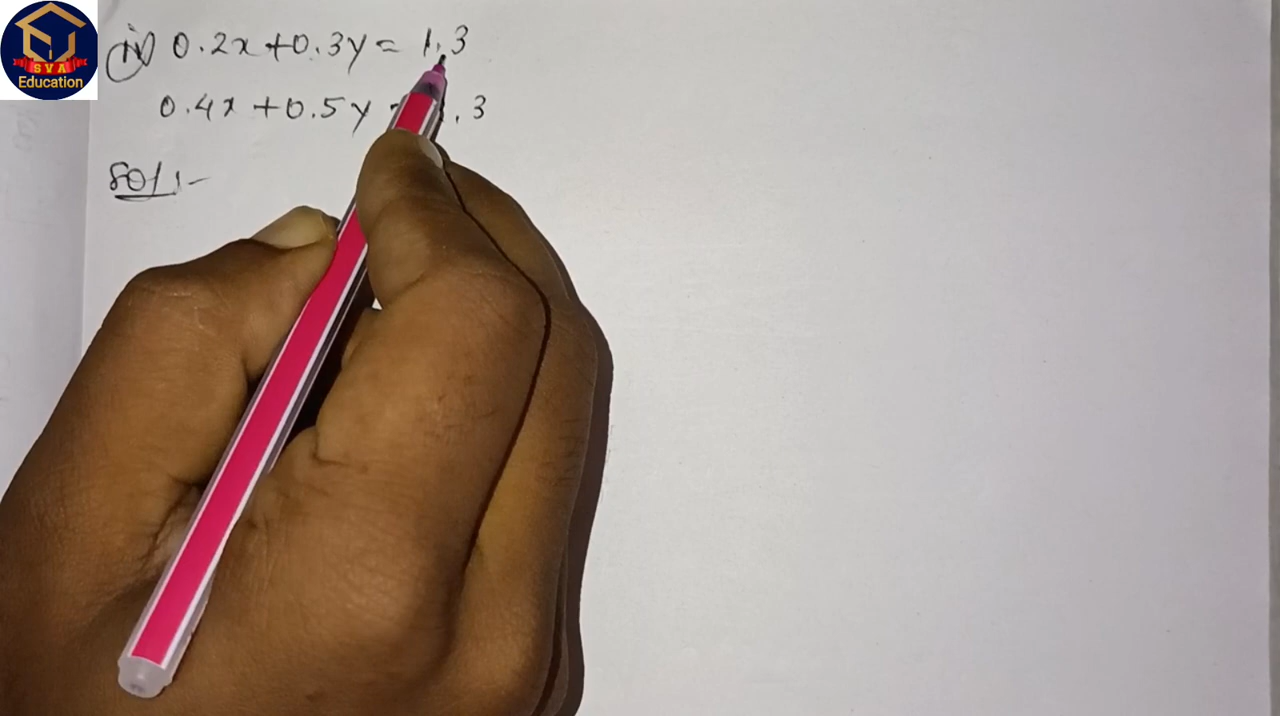 SVA
Education
(iv) 0.2x + 0.3y = 1.3
0.4x + 0.5y = .3
Sol:-